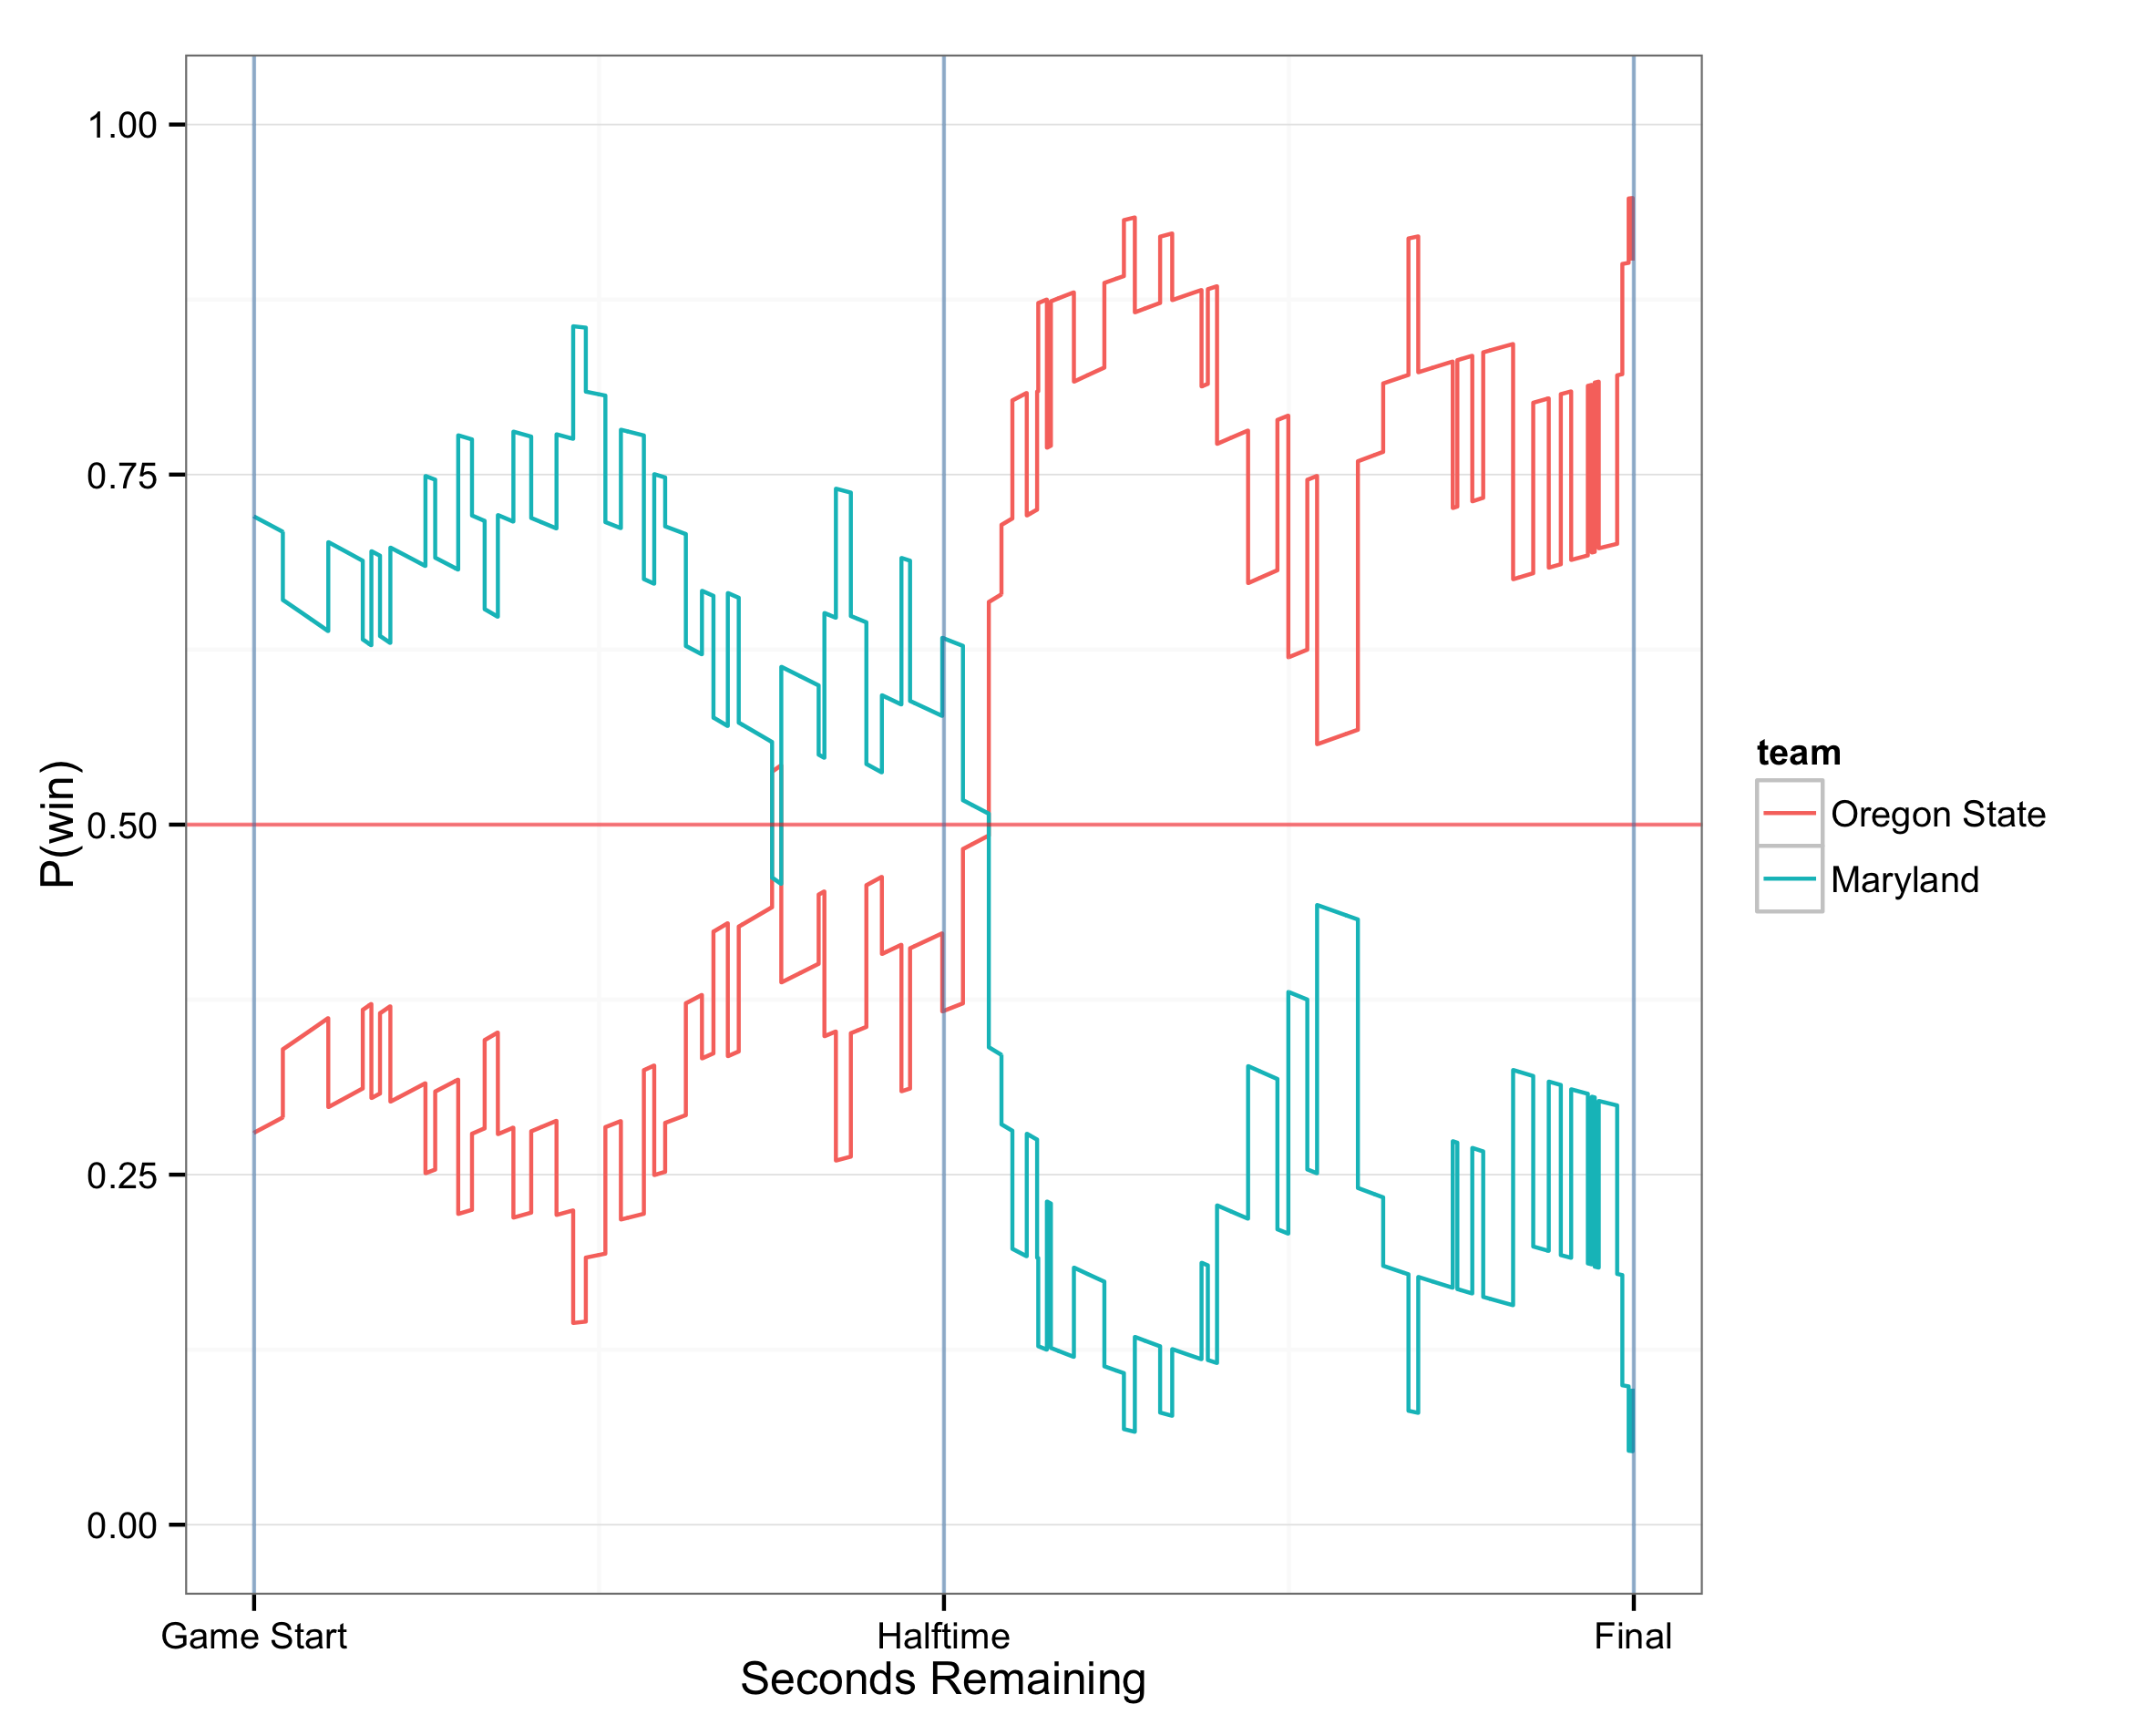 1.00
0.75
0.50
0.25
0.00
P(win)
Game Start
Halftime
Final
Seconds Remaining
team
Oregon State
Maryland